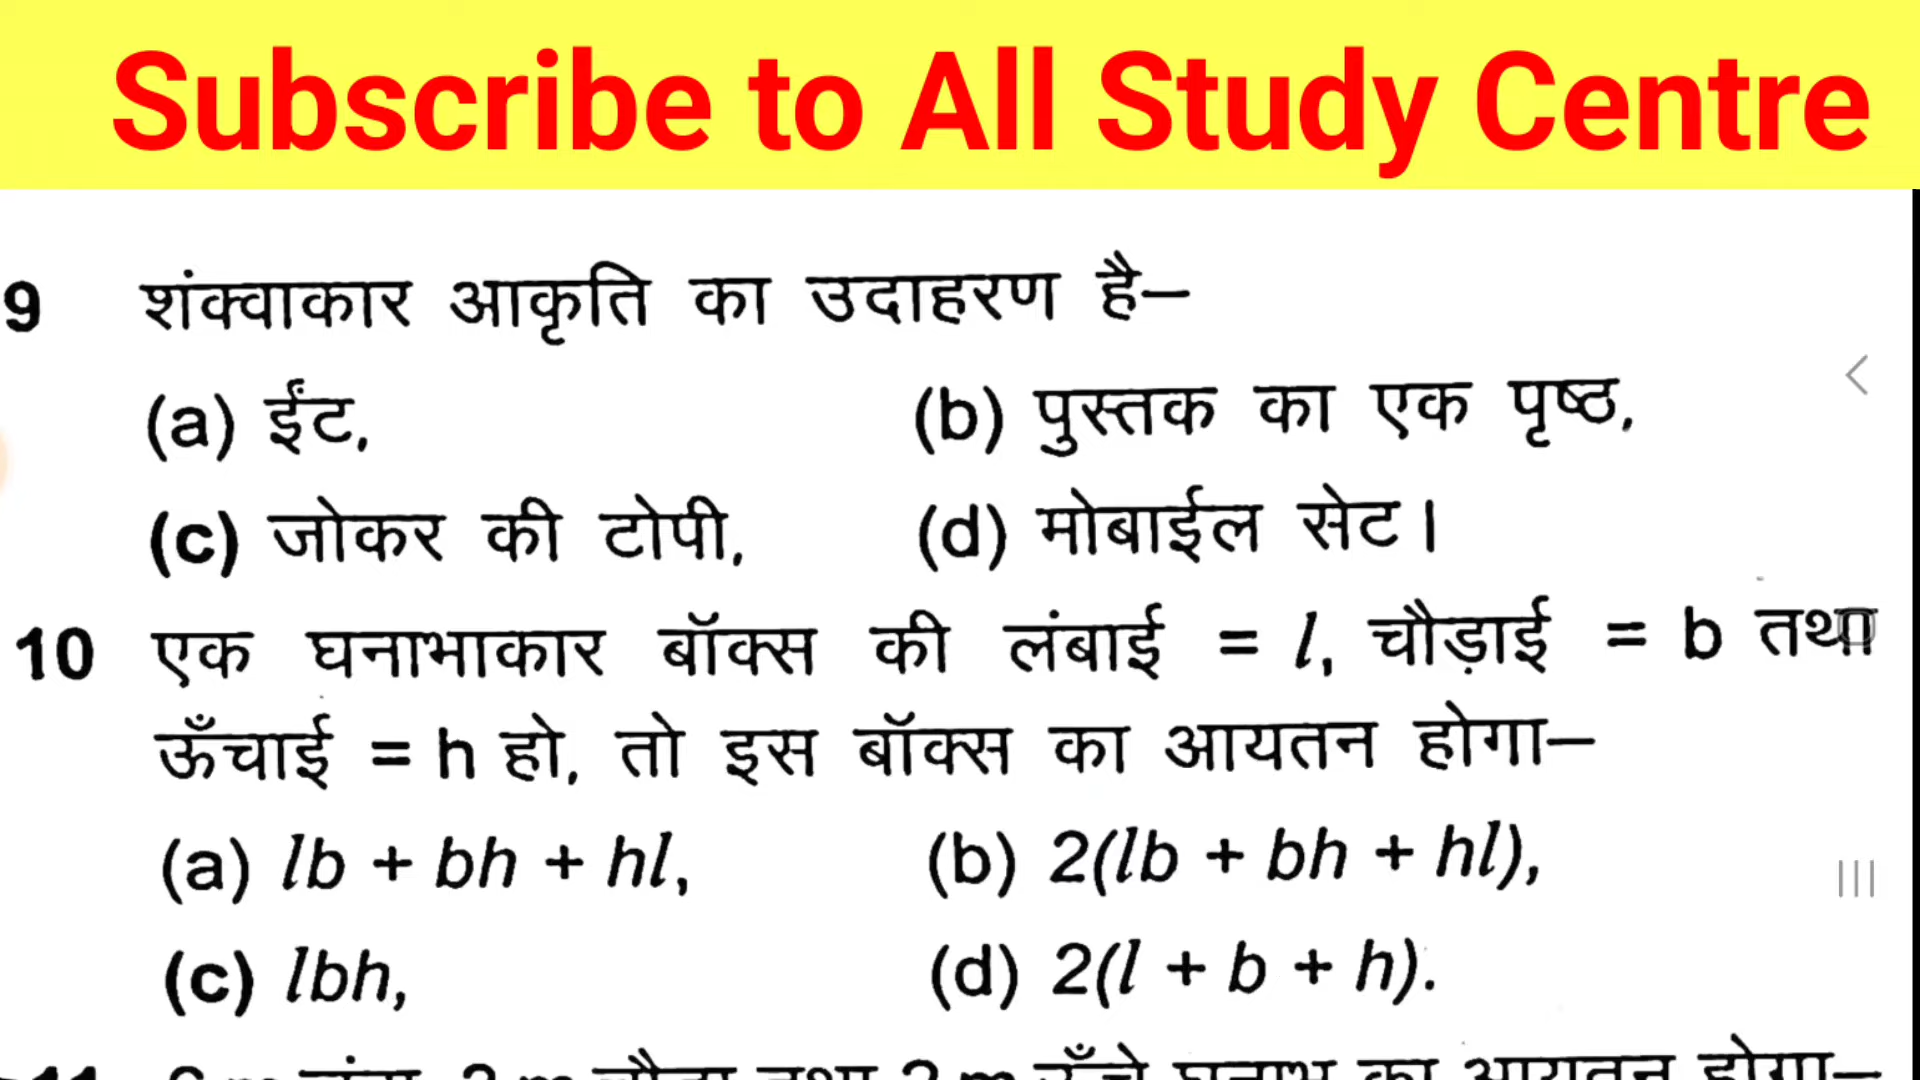 Subscribe to All Study Centre
9 शंक्वाकार आकृति का उदाहरण है–
(a) ईंट, (b) पुस्तक का एक पृष्ठ,
(c) जोकर की टोपी, (d) मोबाईल सेट।
10 एक घनाभाकार बॉक्स की लंबाई = l, चौड़ाई = b तथा
ऊँचाई = h हो, तो इस बॉक्स का आयतन होगा–
(a) lb + bh + hl, (b) 2(lb + bh + hl),
(c) lbh, (d) 2(l + b + h).